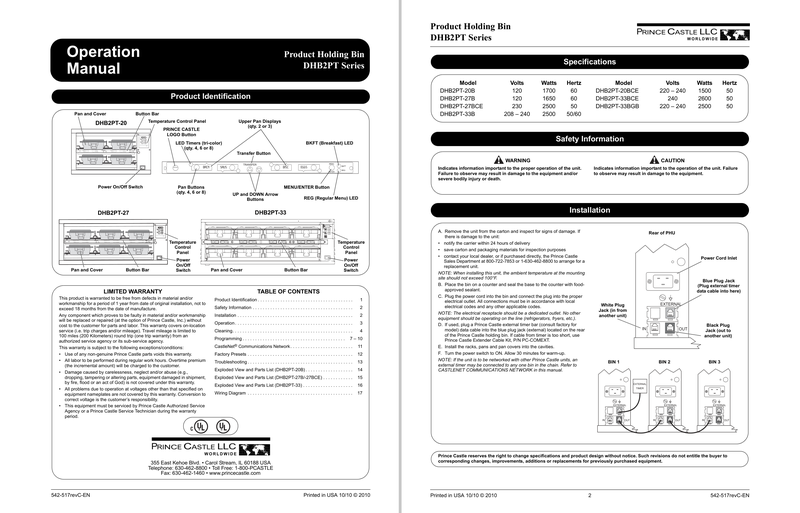 Operation
Manual
Product Holding Bin
DHB2PT Series
Product Identification
Pan and Cover
Button Bar
DHB2PT-20
Temperature Control Panel
PRINCE CASTLE
LOGO Button
Upper Pan Displays
(qty. 2 or 3)
LED Timers (tri-color)
(qty. 4, 6 or 8)
BKFT (Breakfast) LED
Transfer Button
Power On/Off Switch
Pan Buttons
(qty. 4, 6 or 8)
UP and DOWN Arrow
Buttons
MENU/ENTER Button
REG (Regular Menu) LED
DHB2PT-27
DHB2PT-33
Temperature
Control
Panel
Power
On/Off
Switch
Pan and Cover
Button Bar
Temperature
Control
Panel
Power
On/Off
Switch
Pan and Cover
Button Bar
LIMITED WARRANTY
This product is warranted to be free from defects in material and/or
workmanship for a period of 1 year from date of original installation, not to
exceed 18 months from the date of manufacture.
Any component which proves to be faulty in material and/or workmanship
will be replaced or repaired (at the option of Prince Castle, Inc.) without
cost to the customer for parts and labor. This warranty covers on-location
service (i.e. trip charges and/or mileage). Travel mileage is limited to
100 miles (200 Kilometers) round trip (one trip warranty) from an
authorized service agency or its sub-service agency.
This warranty is subject to the following exceptions/conditions:
• Use of any non-genuine Prince Castle parts voids this warranty.
• All labor to be performed during regular work hours. Overtime premium
(the incremental amount) will be charged to the customer.
• Damage caused by carelessness, neglect and/or abuse (e.g.,
dropping, tampering or altering parts, equipment damaged in shipment,
by fire, flood or an act of God) is not covered under this warranty.
• All problems due to operation at voltages other than that specified on
equipment nameplates are not covered by this warranty. Conversion to
correct voltage is the customer's responsibility.
• This equipment must be serviced by Prince Castle Authorized Service
Agency or a Prince Castle Service Technician during the warranty
period.
TABLE OF CONTENTS
Product Identification 1
Safety Information 2
Installation 2
Operation 3
Cleaning 4
Programming 7 – 10
CastleNet® Communications Network 11
Factory Presets 12
Troubleshooting 13
Exploded View and Parts List (DHB2PT-20B) 14
Exploded View and Parts List (DHB2PT-27B/-27BCE) 15
Exploded View and Parts List (DHB2PT-33) 16
Wiring Diagram 17
PRINCE CASTLE LLC
WORLDWIDE
355 East Kehoe Blvd. • Carol Stream, IL 60188 USA
Telephone: 630-462-8800 • Toll Free: 1-800-PCASTLE
Fax: 630-462-1460 • www.princecastle.com
542-517revC-EN
Printed in USA 10/10 © 2010
Product Holding Bin
DHB2PT Series
PRINCE CASTLE LLC
WORLDWIDE
Specifications
Model Volts Watts Hertz Model Volts Watts Hertz
DHB2PT-20B 120 1700 60 DHB2PT-20BCE 220 – 240 1500 50
DHB2PT-27B 120 1650 60 DHB2PT-33BCE 240 2600 50
DHB2PT-27BCE 230 2500 50 DHB2PT-33BGB 220 – 240 2500 50
DHB2PT-33B 208 – 240 2500 50/60
Safety Information
WARNING
Indicates information important to the proper operation of the unit.
Failure to observe may result in damage to the equipment and/or
severe bodily injury or death.
CAUTION
Indicates information important to the operation of the unit. Failure
to observe may result in damage to the equipment.
Installation
A. Remove the unit from the carton and inspect for signs of damage. If
there is damage to the unit:
• notify the carrier within 24 hours of delivery
• save carton and packaging materials for inspection purposes
• contact your dealer, or if purchased directly, the Prince Castle
Sales Department at 800-722-7853 or 1-630-462-8800 to arrange for a
replacement unit.
NOTE: When installing this unit, the ambient temperature at the mounting
site should not exceed 100°F.
B. Place the bin on a counter and seat the base to the counter with food-
approved sealant.
C. Plug the power cord into the bin and connect the plug into the proper
electrical outlet. All connections must be in accordance with local
electrical codes and any other applicable codes.
NOTE: The electrical receptacle should be a dedicated outlet. No other
equipment should be operating on the line (refrigerators, fryers, etc.).
D. If used, plug a Prince Castle external timer bar (consult factory for
model) data cable into the blue plug jack (external) located on the rear
of the Prince Castle holding bin. If cable from timer is too short, use
Prince Castle Extender Cable Kit, P/N PC-COMEXT.
E. Install the racks, pans and pan covers into the cavities.
F. Turn the power switch to ON. Allow 30 minutes for warm-up.
NOTE: If the unit is to be networked with other Prince Castle units, an
external timer may be connected to any one bin in the chain. Refer to
CASTLENET COMMUNICATIONS NETWORK in this manual.
Rear of PHU
Power Cord Inlet
Blue Plug Jack
(Plug external timer
data cable into here)
White Plug
Jack (in from
another unit)
EXTERNAL
IN
OUT
Black Plug
Jack (out to
another unit)
BIN 1
BIN 2
BIN 3
Prince Castle reserves the right to change specifications and product design without notice. Such revisions do not entitle the buyer to
corresponding changes, improvements, additions or replacements for previously purchased equipment.
Printed in USA 10/10 © 2010
2
542-517revC-EN